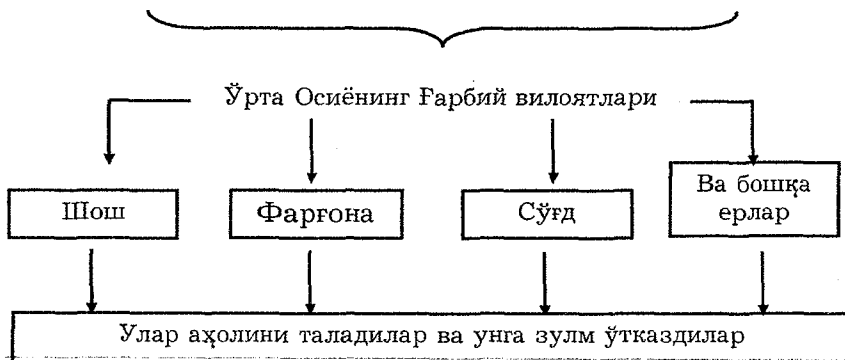 Ўрта Осиёнинг Ғарбий вилоятлари
Шош
Фарғона
Сўғд
Ва бошқа
ерлар
Улар аҳолини таладилар ва унга зулм ўтказдилар